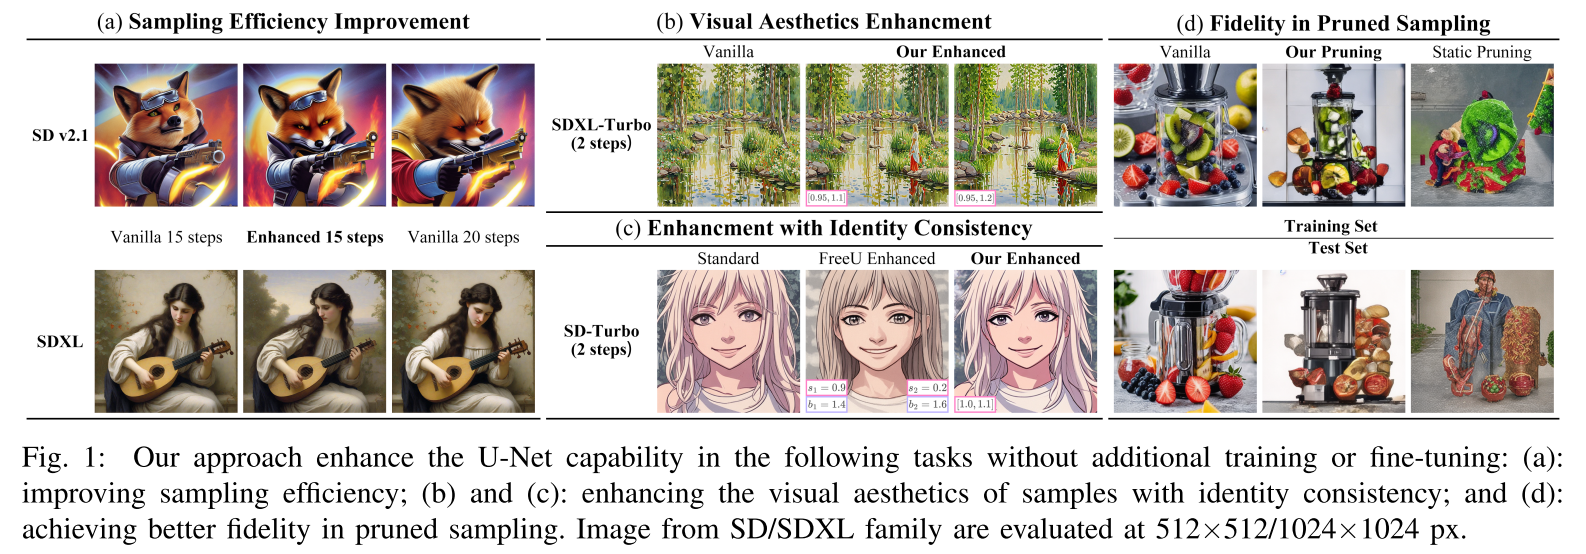 (a) Sampling Efficiency Improvement
SD v2.1
Vanilla 15 steps
Enhanced 15 steps
Vanilla 20 steps
SDXL
(b) Visual Aesthetics Enhancment
Vanilla
Our Enhanced
SDXL-Turbo
(2 steps)
[0.95, 1.1]
[0.95, 1.2]
(c) Enhancment with Identity Consistency
Standard
FreeU Enhanced
Our Enhanced
SD-Turbo
(2 steps)
s₁ = 0.9
s₂ = 0.2
b₁ = 1.4
b₂ = 1.6
[1.0, 1.1]
(d) Fidelity in Pruned Sampling
Vanilla
Our Pruning
Static Pruning
Training Set
Test Set
Fig. 1: Our approach enhance the U-Net capability in the following tasks without additional training or fine-tuning: (a):
improving sampling efficiency; (b) and (c): enhancing the visual aesthetics of samples with identity consistency; and (d):
achieving better fidelity in pruned sampling. Image from SD/SDXL family are evaluated at 512×512/1024×1024 px.